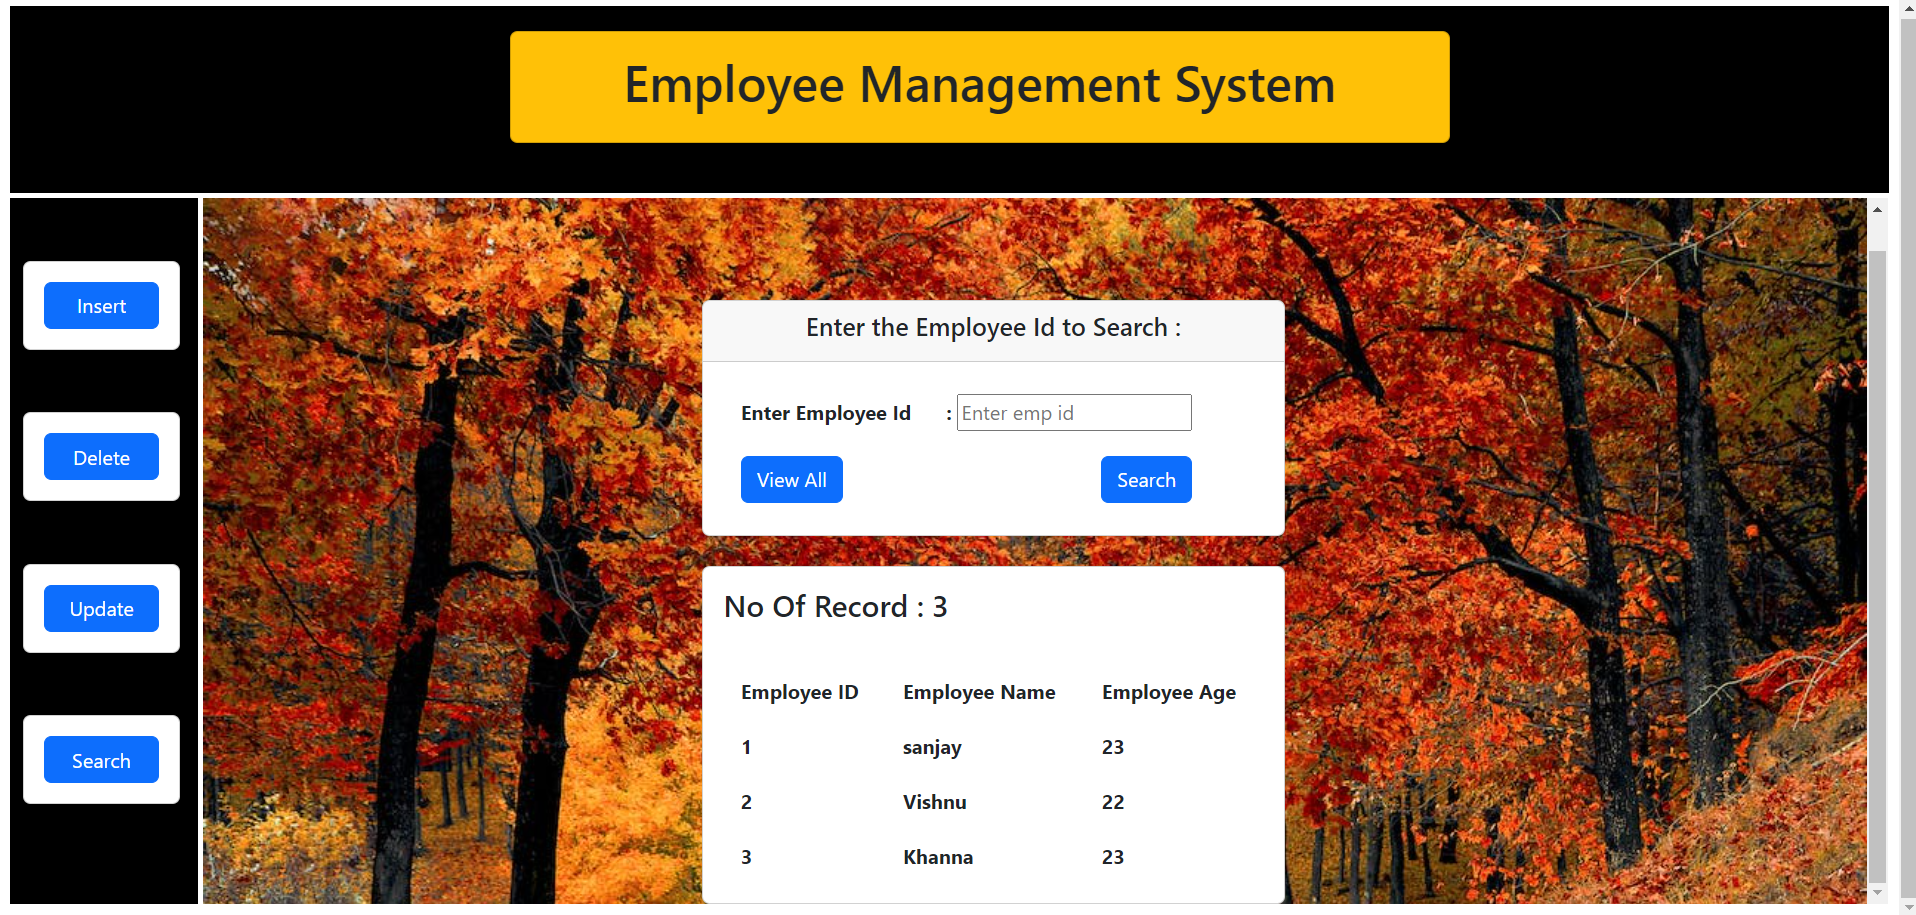 Employee Management System
Insert
Delete
Update
Search
Enter the Employee Id to Search :
Enter Employee Id : Enter emp id
View All Search
No Of Record : 3
Employee ID Employee Name Employee Age
1 sanjay 23
2 Vishnu 22
3 Khanna 23